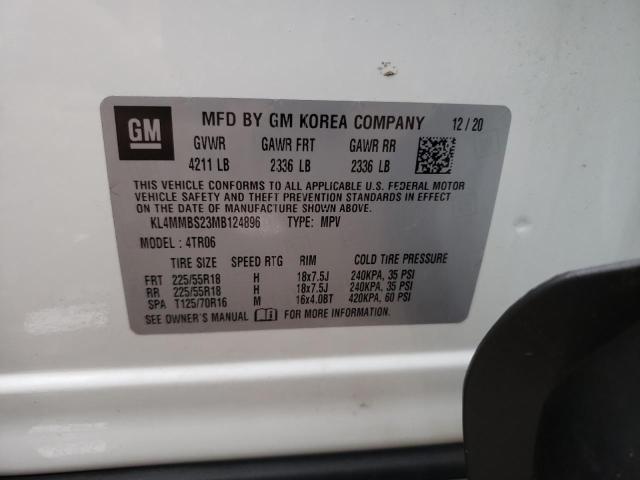 GM MFD BY GM KOREA COMPANY 12/20
GVWR GAWR FRT GAWR RR
4211 LB 2336 LB 2336 LB
THIS VEHICLE CONFORMS TO ALL APPLICABLE U.S. FEDERAL MOTOR
VEHICLE SAFETY AND THEFT PREVENTION STANDARDS IN EFFECT ON
THE DATE OF MANUFACTURE SHOWN ABOVE.
KL4MMBS23MB124896 TYPE: MPV
MODEL: 4TR06
TIRE SIZE SPEED RTG RIM COLD TIRE PRESSURE
FRT 225/55R18 H 18x7.5J 240KPA, 35 PSI
RR 225/55R18 H 18x7.5J 240KPA, 35 PSI
SPA T125/70R16 M 16x4.0BT 420KPA, 60 PSI
SEE OWNER'S MANUAL FOR MORE INFORMATION.